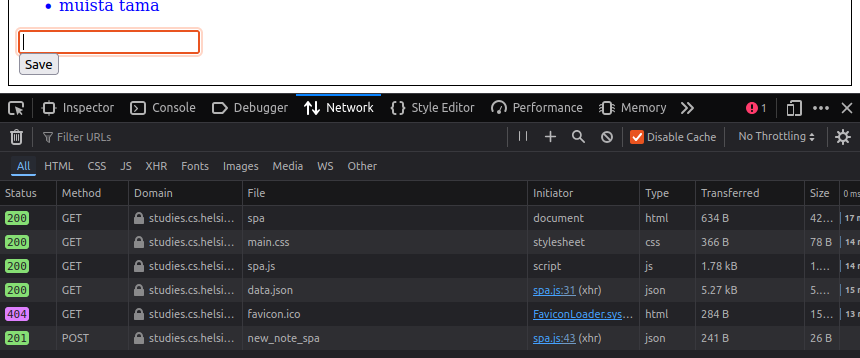 • muista tämä
Save
Inspector Console Debugger Network Style Editor Performance Memory 1
Filter URLs Disable Cache No Throttling
All HTML CSS JS XHR Fonts Images Media WS Other
Status Method Domain File Initiator Type Transferred Size 0 ms
200 GET studies.cs.helsi... spa document html 634 B 42... 17 m
200 GET studies.cs.helsi... main.css stylesheet css 366 B 78 B 14 m
200 GET studies.cs.helsi... spa.js script js 1.78 kB 1.... 14 m
200 GET studies.cs.helsi... data.json spa.js:31 (xhr) json 5.27 kB 5.... 15 m
404 GET studies.cs.helsi... favicon.ico FaviconLoader.sys... html 284 B 15... 13 m
201 POST studies.cs.helsi... new_note_spa spa.js:43 (xhr) json 241 B 26 B